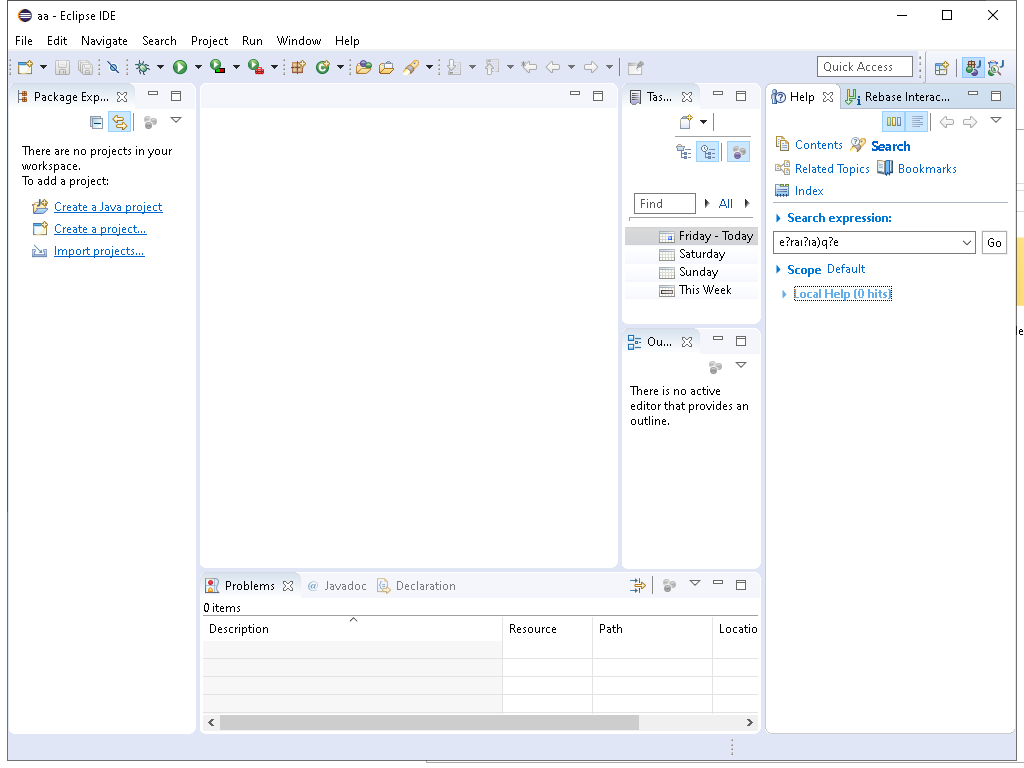 aa - Eclipse IDE
File Edit Navigate Search Project Run Window Help
Quick Access
Package Exp...
There are no projects in your
workspace.
To add a project:
Create a Java project
Create a project...
Import projects...
Tas...
Find
All
Friday - Today
Saturday
Sunday
This Week
Ou...
There is no active
editor that provides an
outline.
Help
Rebase Interac...
Contents
Search
Related Topics
Bookmarks
Index
Search expression:
Go
Scope Default
Local Help (0 hits)
Problems
@ Javadoc
Declaration
0 items
Description Resource Path Locatio